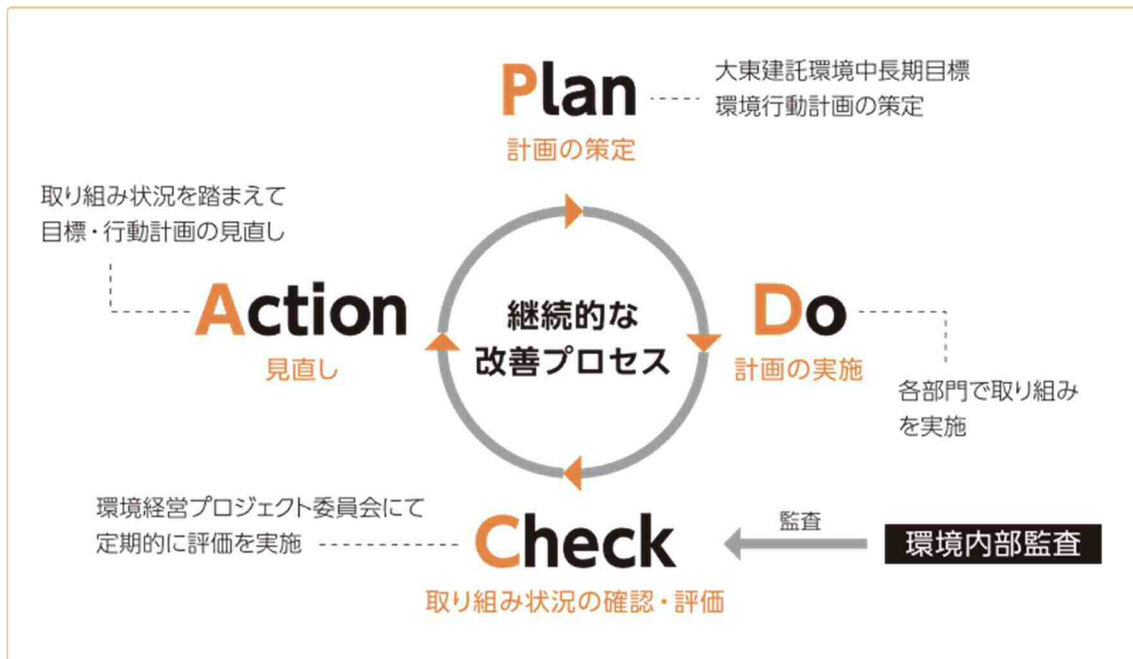 Plan
計画の策定
大東建託環境中長期目標
環境行動計画の策定
取り組み状況を踏まえて
目標・行動計画の見直し
Action
見直し
継続的な
改善プロセス
Do
計画の実施
各部門で取り組み
を実施
環境経営プロジェクト委員会にて
定期的に評価を実施
Check
取り組み状況の確認・評価
監査
環境内部監査